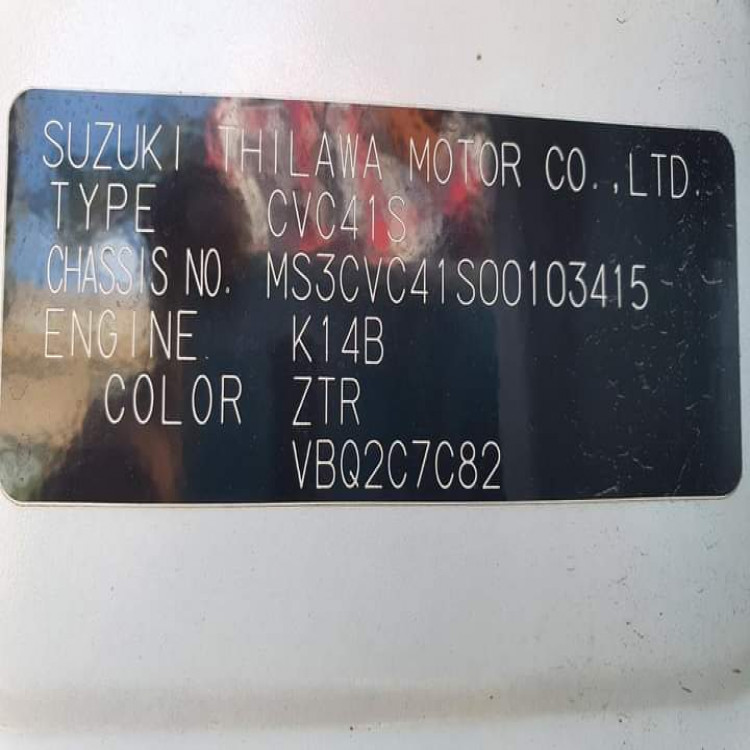 SUZUKI THILAWA MOTOR CO.,LTD.
TYPE CVC41S
CHASSIS NO. MS3CVC41S00103415
ENGINE K14B
COLOR ZTR
VBQ2C7C82